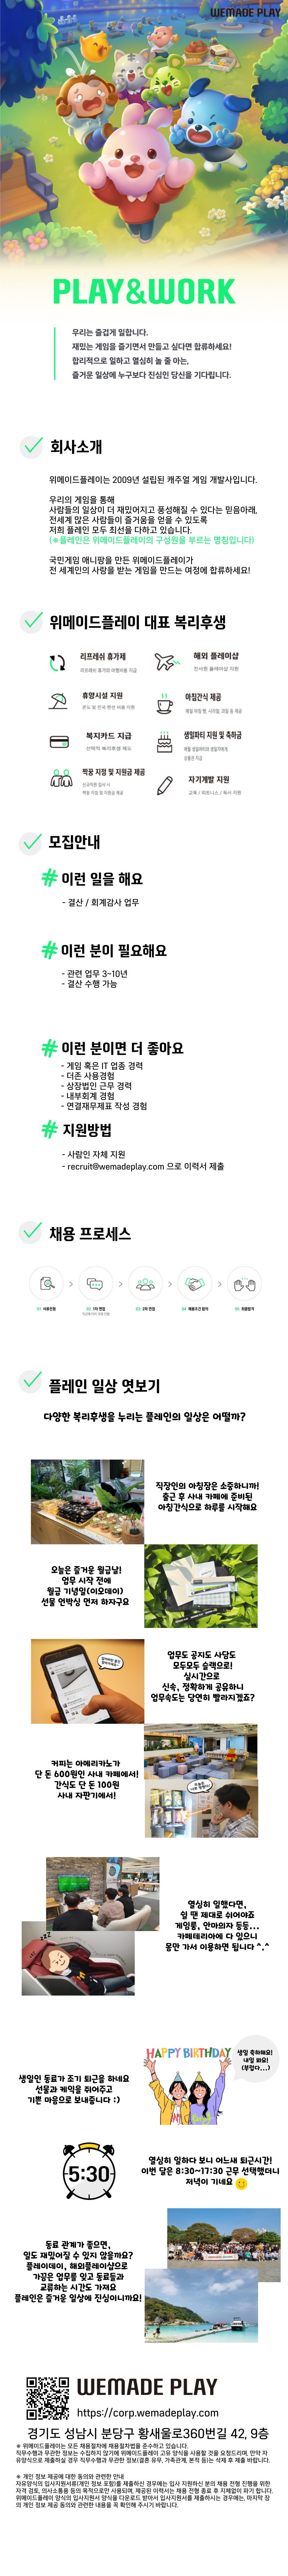 WEMADE PLAY
PLAY&WORK
우리는 즐겁게 일합니다.
재밌는 게임을 즐기면서 만들고 싶다면 합류하세요!
합리적으로 일하고 열심히 놀 줄 아는,
즐거운 일상에 누구보다 진심인 당신을 기다립니다.
회사소개
위메이드플레이는 2009년 설립된 캐주얼 게임 개발사입니다.
우리의 게임을 통해
사람들의 일상이 더 재밌어지고 풍성해질 수 있다는 믿음아래,
전세계 많은 사람들이 즐거움을 얻을 수 있도록
저희 플레인 모두 최선을 다하고 있습니다.
(※플레인은 위메이드플레이의 구성원을 부르는 명칭입니다)
국민게임 애니팡을 만든 위메이드플레이가
전 세계인의 사랑을 받는 게임을 만드는 여정에 합류하세요!
위메이드플레이 대표 복리후생
리프레쉬 휴가제
리프레쉬 휴가와 여행비용 지급
해외 플레이샵
전사원 플레이샵 지원
휴양시설 지원
콘도 및 전국 펜션 비용 지원
아침간식 제공
매일 아침 빵, 시리얼, 과일 등 제공
복지카드 지급
선택적 복리후생 제도
생일파티 지원 및 축하금
매월 생일파티와 생일자에게
상품권 지급
짝꿍 지정 및 지원금 제공
신규직원 입사 시
짝꿍 지정 및 지원금 제공
자기계발 지원
교육 / 피트니스 / 독서 지원
모집안내
# 이런 일을 해요
- 결산 / 회계감사 업무
# 이런 분이 필요해요
- 관련 업무 3~10년
- 결산 수행 가능
# 이런 분이면 더 좋아요
- 게임 혹은 IT 업종 경력
- 더존 사용경험
- 상장법인 근무 경력
- 내부회계 경험
- 연결재무제표 작성 경험
# 지원방법
- 사람인 자체 지원
- recruit@wemadeplay.com 으로 이력서 제출
채용 프로세스
01 서류전형
02 1차 면접
03 2차 면접
04 채용조건 협의
05 최종합격
플레인 일상 엿보기
다양한 복리후생을 누리는 플레인의 일상은 어떨까?
직장인의 아침잠은 소중하니까!
출근 후 사내 카페에 준비된
아침간식으로 하루를 시작해요
오늘은 즐거운 월급날!
업무 시작 전에
월급 기념일(이오데이)
선물 언박싱 먼저 하자구요
업무도 공지도 사담도
모두모두 슬랙으로!
실시간으로
신속, 정확하게 공유하니
업무속도는 당연히 빨라지겠죠?
커피는 아메리카노가
단 돈 600원인 사내 카페에서!
간식도 단 돈 100원
사내 자판기에서!
열심히 일했다면,
쉴 땐 제대로 쉬어야죠
게임룸, 안마의자 등등...
카페테리아에 다 있으니
몸만 가서 이용하면 됩니다 ^.^
zZZ
HAPPY BIRTHDAY
생일 축하해요!
내일 봐요!
(부럽다...)
생일인 동료가 조기 퇴근을 하네요
선물과 케익을 쥐어주고
기쁜 마음으로 보내줍니다 :)
5:30
열심히 일하다 보니 어느새 퇴근시간!
이번 달은 8:30~17:30 근무 선택했더니
저녁이 기네요
동료 관계가 좋으면,
일도 재밌어질 수 있지 않을까요?
플레이데이, 해외플레이샵으로
가끔은 업무를 잊고 동료들과
교류하는 시간도 가져요
플레인은 즐거운 일상에 진심이니까요!
WEMADE PLAY
https://corp.wemadeplay.com
경기도 성남시 분당구 황새울로360번길 42, 9층
※ 위메이드플레이는 모든 채용절차에 채용절차법을 준수하고 있습니다.
직무수행과 무관한 정보는 수집하지 않기에 위메이드플레이 고유 양식을 사용할 것을 요청드리며, 만약 자
유양식으로 제출하실 경우 직무수행과 무관한 정보(결혼 유무, 가족관계, 본적 등)는 삭제 후 제출 바랍니다.
※ 개인 정보 제공에 대한 동의와 관련한 안내
자유양식의 입사지원서류(개인 정보 포함)를 제출하신 경우에는 입사 지원하신 분의 채용 전형 진행을 위한
자격 검토, 의사소통용 등의 목적으로만 사용되며, 제공된 이력서는 채용 전형 종료 후 지체없이 파기 합니다.
위메이드플레이 양식의 입사지원서 양식을 다운로드 받아서 입사지원서를 제출하시는 경우에는, 마지막 장
의 개인 정보 제공 동의와 관련한 내용을 꼭 확인해 주시기 바랍니다.